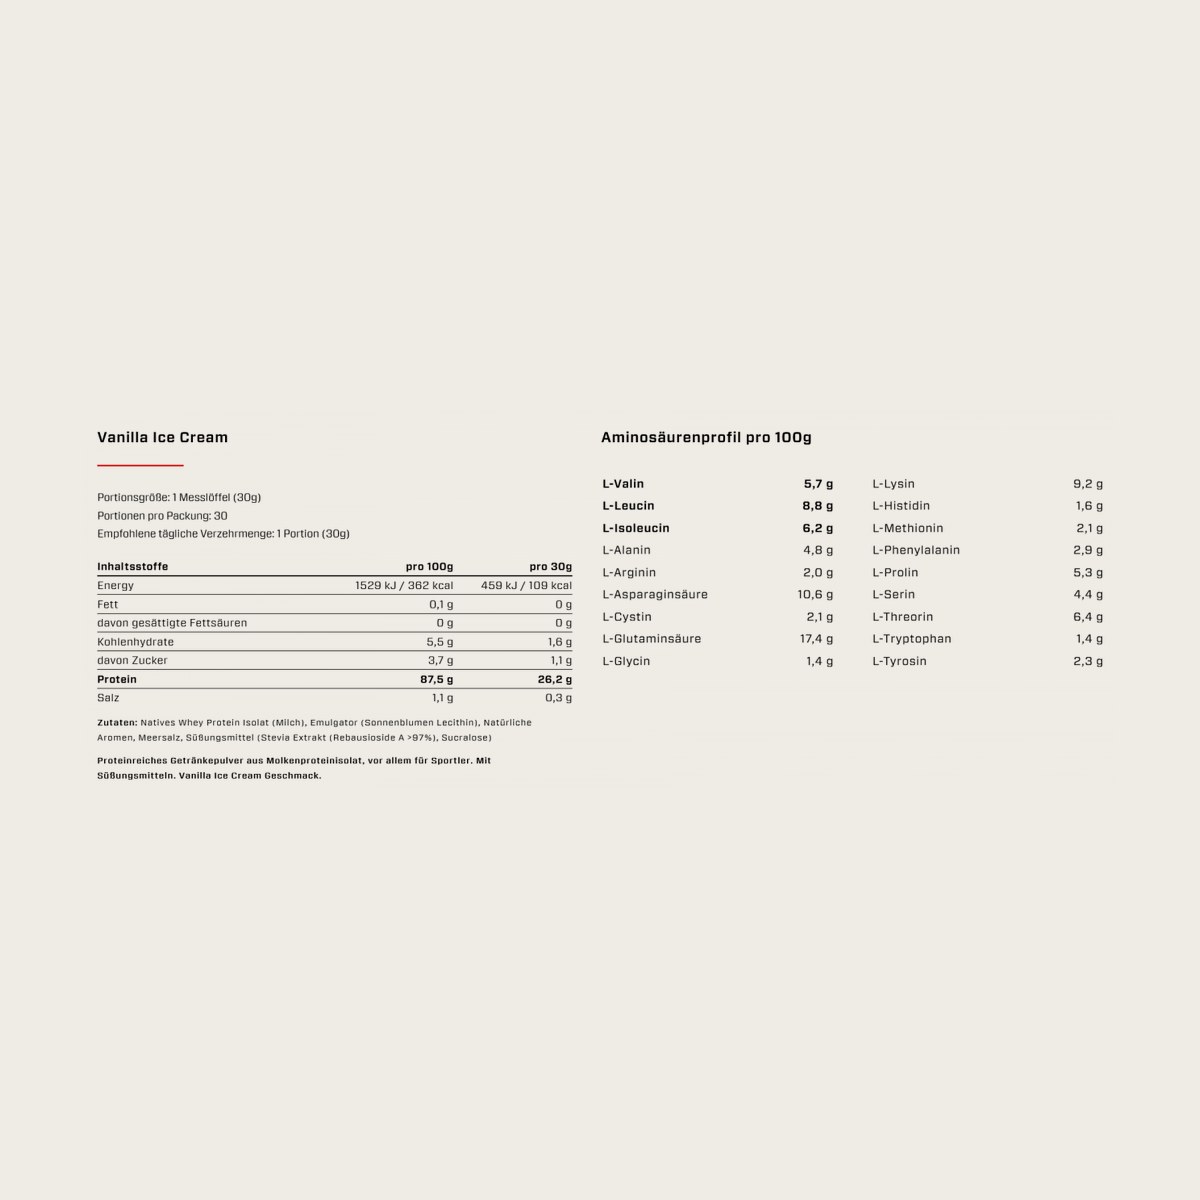 Vanilla Ice Cream
Portionsgröße: 1 Messlöffel (30g)
Portionen pro Packung: 30
Empfohlene tägliche Verzehrmenge: 1 Portion (30g)
Inhaltsstoffe pro 100g pro 30g
Energy 1529 kJ / 362 kcal 459 kJ / 109 kcal
Fett 0,1 g 0 g
davon gesättigte Fettsäuren 0 g 0 g
Kohlenhydrate 5,5 g 1,6 g
davon Zucker 3,7 g 1,1 g
Protein 87,5 g 26,2 g
Salz 1,1 g 0,3 g
Zutaten: Natives Whey Protein Isolat (Milch), Emulgator (Sonnenblumen Lecithin), Natürliche
Aromen, Meersalz, Süßungsmittel (Stevia Extrakt (Rebausioside A >97%), Sucralose)
Proteinreiches Getränkepulver aus Molkenproteinisolat, vor allem für Sportler. Mit
Süßungsmitteln. Vanilla Ice Cream Geschmack.
Aminosäurenprofil pro 100g
L-Valin 5,7 g L-Lysin 9,2 g
L-Leucin 8,8 g L-Histidin 1,6 g
L-Isoleucin 6,2 g L-Methionin 2,1 g
L-Alanin 4,8 g L-Phenylalanin 2,9 g
L-Arginin 2,0 g L-Prolin 5,3 g
L-Asparaginsäure 10,6 g L-Serin 4,4 g
L-Cystin 2,1 g L-Threorin 6,4 g
L-Glutaminsäure 17,4 g L-Tryptophan 1,4 g
L-Glycin 1,4 g L-Tyrosin 2,3 g